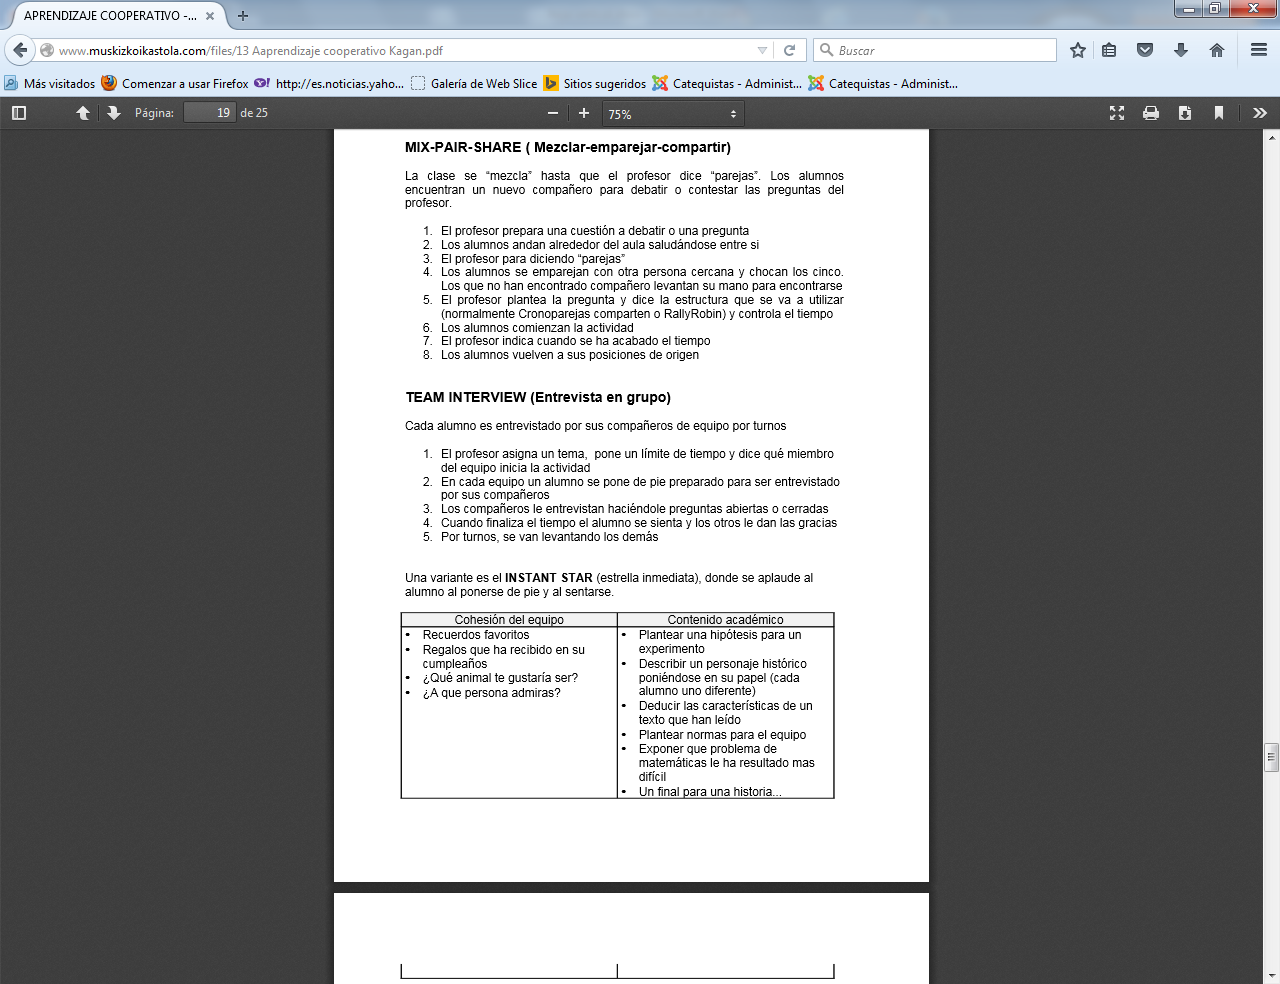 APRENDIZAJE COOPERATIVO -...
www.muskizkoikastola.com/files/13 Aaprendizaje cooperativo Kagan.pdf
Buscar
Más visitados
Comenzar a usar Firefox
http://es.noticias.yaho...
Galería de Web Slice
Sitios sugeridos
Catequistas - Administ...
Catequistas - Administ...
Página:
19
de 25
75%
MIX-PAIR-SHARE ( Mezclar-emparejar-compartir)
La clase se “mezcla” hasta que el profesor dice “parejas”. Los alumnos
encuentran un nuevo compañero para debatir o contestar las preguntas del
profesor.
1. El profesor prepara una cuestión a debatir o una pregunta
2. Los alumnos andan alrededor del aula saludándose entre si
3. El profesor para diciendo “parejas”
4. Los alumnos se emparejan con otra persona cercana y chocan los cinco.
Los que no han encontrado compañero levantan su mano para encontrarse
5. El profesor plantea la pregunta y dice la estructura que se va a utilizar
(normalmente Cronoparejas comparten o RallyRobin) y controla el tiempo
6. Los alumnos comienzan la actividad
7. El profesor indica cuando se ha acabado el tiempo
8. Los alumnos vuelven a sus posiciones de origen
TEAM INTERVIEW (Entrevista en grupo)
Cada alumno es entrevistado por sus compañeros de equipo por turnos
1. El profesor asigna un tema,  pone un límite de tiempo y dice qué miembro
del equipo inicia la actividad
2. En cada equipo un alumno se pone de pie preparado para ser entrevistado
por sus compañeros
3. Los compañeros le entrevistan haciéndole preguntas abiertas o cerradas
4. Cuando finaliza el tiempo el alumno se sienta y los otros le dan las gracias
5. Por turnos, se van levantando los demás
Una variante es el INSTANT STAR (estrella inmediata), donde se aplaude al
alumno al ponerse de pie y al sentarse.
Cohesión del equipo
• Recuerdos favoritos
• Regalos que ha recibido en su
cumpleaños
• ¿Qué animal te gustaría ser?
• ¿A que persona admiras?
Contenido académico
• Plantear una hipótesis para un
experimento
• Describir un personaje histórico
poniéndose en su papel (cada
alumno uno diferente)
• Deducir las características de un
texto que han leído
• Plantear normas para el equipo
• Exponer que problema de
matemáticas le ha resultado mas
difícil
• Un final para una historia...